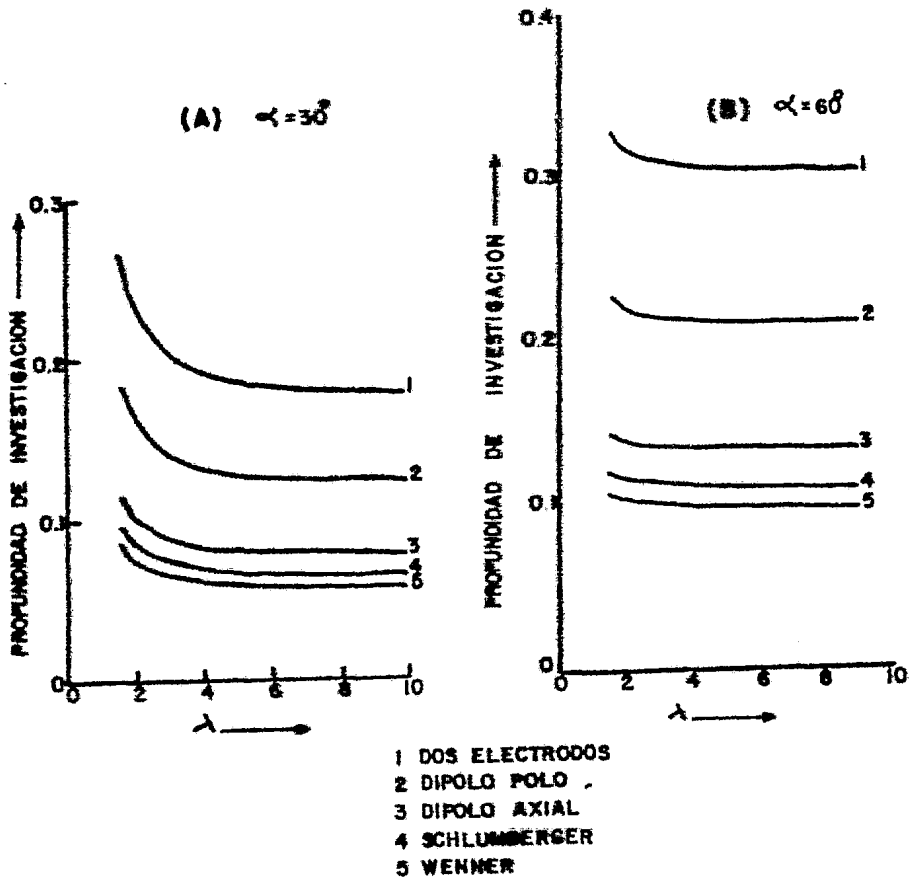 (A) α = 30°
PROFUNDIDAD DE INVESTIGACION
0.3
0.2
0.1
0
0 2 4 6 8 10
λ
1
2
3
4
5
(B) α = 60°
PROFUNDIDAD DE INVESTIGACION
0.4
0.3
0.2
0.1
0
0 2 4 6 8 10
λ
1
2
3
4
5
1 DOS ELECTRODOS
2 DIPOLO POLO
3 DIPOLO AXIAL
4 SCHLUMBERGER
5 WENNER